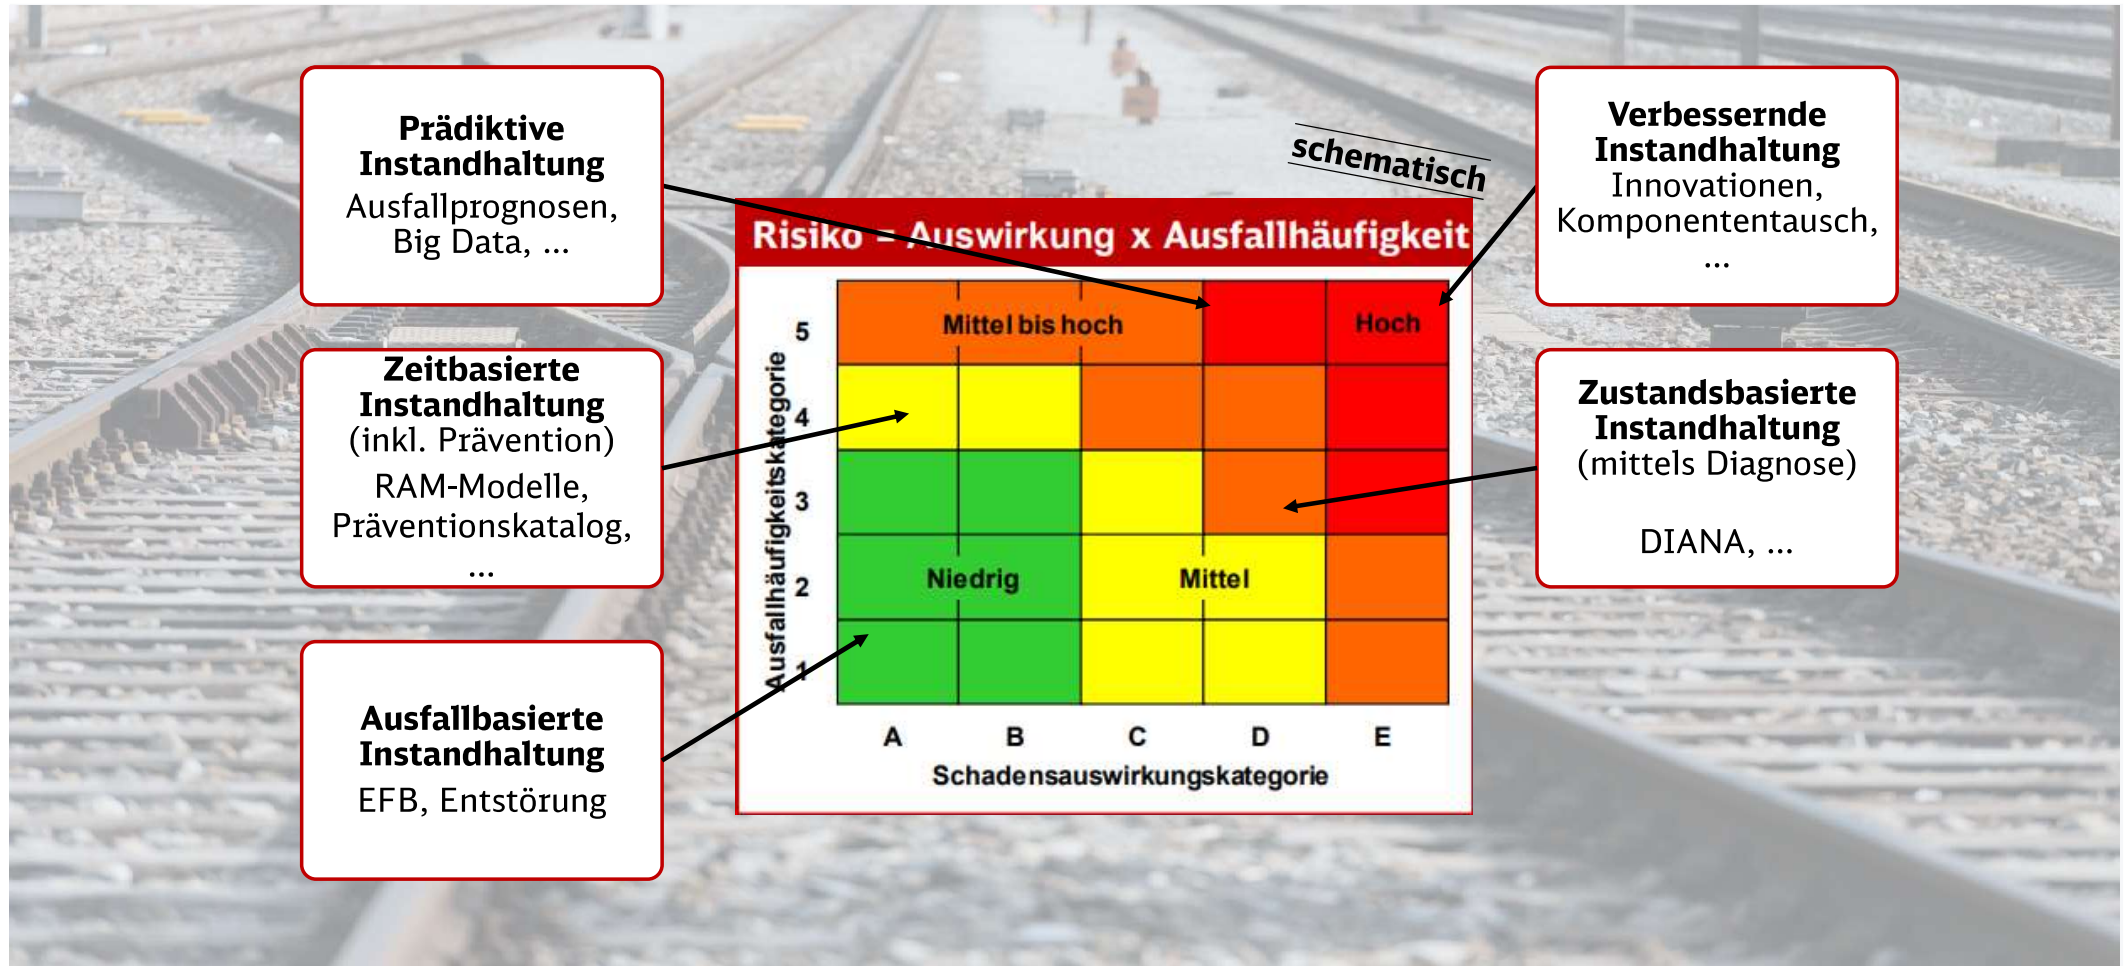 Prädiktive
Instandhaltung
Ausfallprognosen,
Big Data, ...
Zeitbasierte
Instandhaltung
(inkl. Prävention)
RAM-Modelle,
Präventionskatalog,
...
Ausfallbasierte
Instandhaltung
EFB, Entstörung
schematisch
Risiko = Auswirkung x Ausfallhäufigkeit
Ausfallhäufigkeitskategorie
5
4
3
2
1
Mittel bis hoch
Hoch
Niedrig
Mittel
A B C D E
Schadensauswirkungskategorie
Verbessernde
Instandhaltung
Innovationen,
Komponententausch,
...
Zustandsbasierte
Instandhaltung
(mittels Diagnose)
DIANA, ...